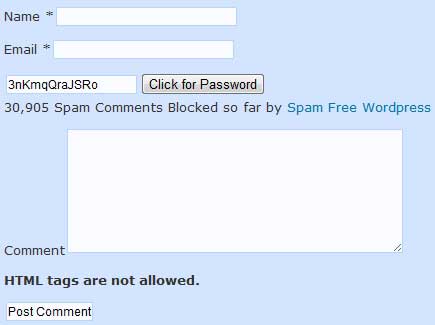 Name *
Email *
3nKmqQraJSRo Click for Password
30,905 Spam Comments Blocked so far by Spam Free Wordpress
Comment
HTML tags are not allowed.
Post Comment